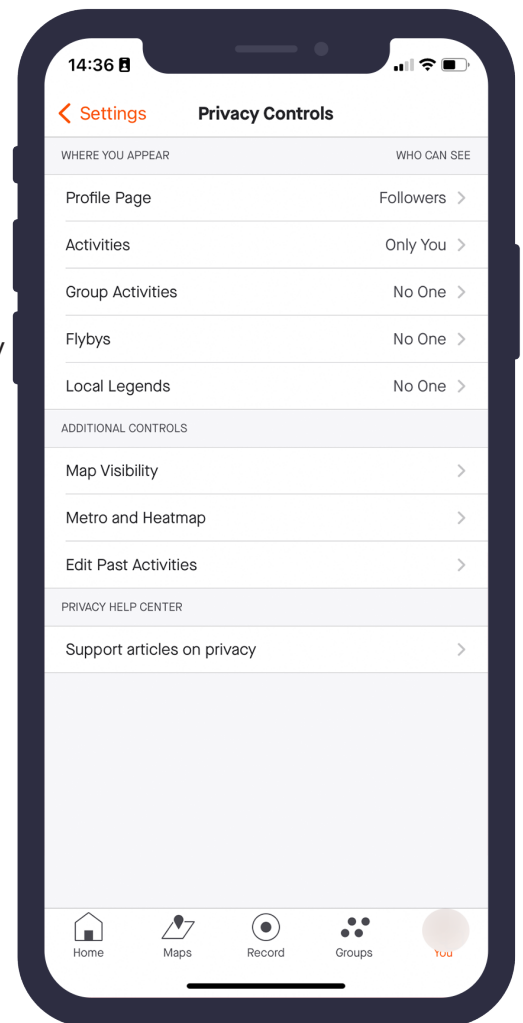 14:36
Settings Privacy Controls
WHERE YOU APPEAR WHO CAN SEE
Profile Page Followers
Activities Only You
Group Activities No One
Flybys No One
Local Legends No One
ADDITIONAL CONTROLS
Map Visibility
Metro and Heatmap
Edit Past Activities
PRIVACY HELP CENTER
Support articles on privacy
Home Maps Record Groups You